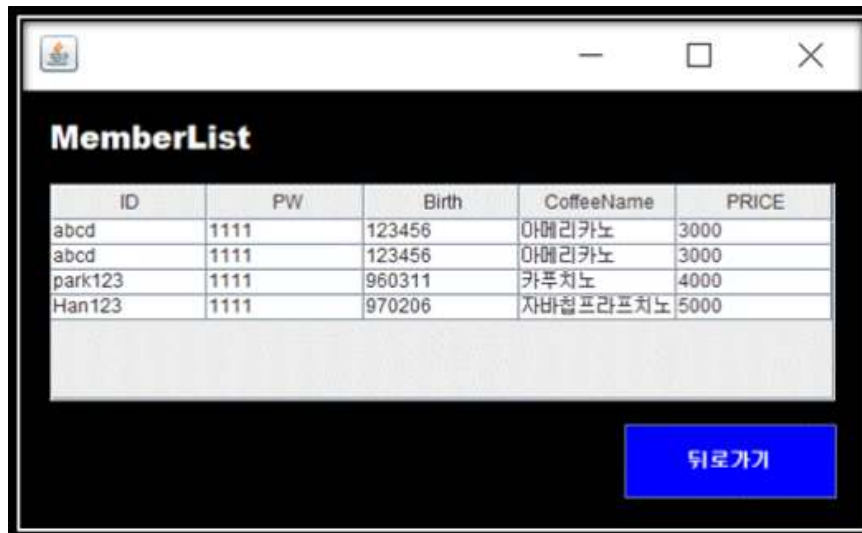 MemberList
ID PW Birth CoffeeName PRICE
abcd 1111 123456 아메리카노 3000
abcd 1111 123456 아메리카노 3000
park123 1111 960311 카푸치노 4000
Han123 1111 970206 자바칩프라프치노 5000
뒤로가기